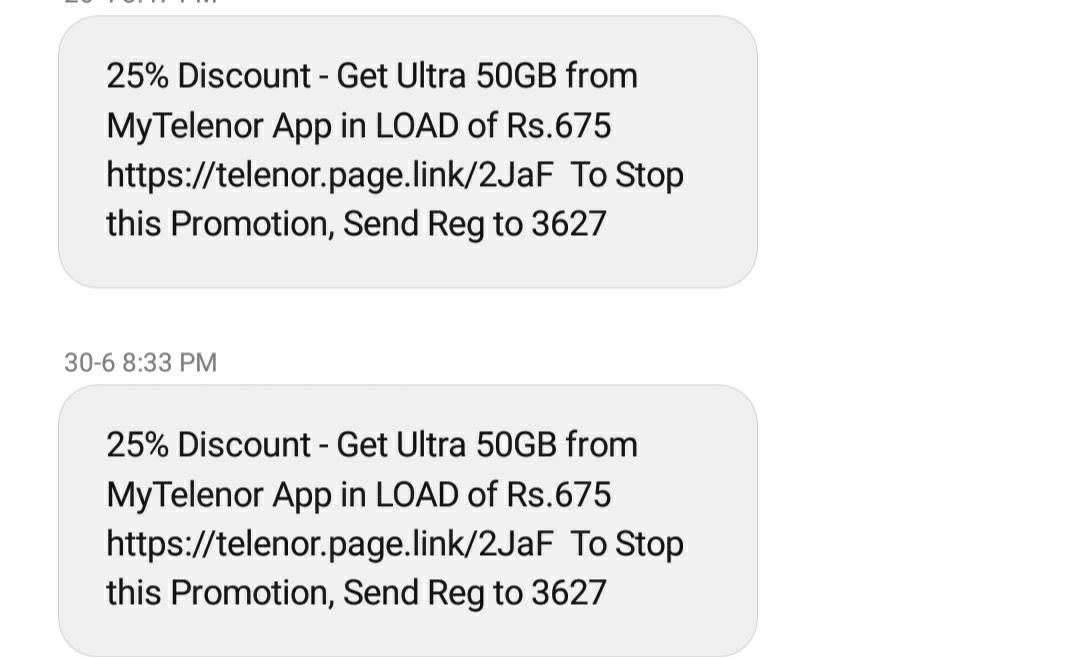 25% Discount - Get Ultra 50GB from
MyTelenor App in LOAD of Rs.675
https://telenor.page.link/2JaF  To Stop
this Promotion, Send Reg to 3627
30-6 8:33 PM
25% Discount - Get Ultra 50GB from
MyTelenor App in LOAD of Rs.675
https://telenor.page.link/2JaF  To Stop
this Promotion, Send Reg to 3627